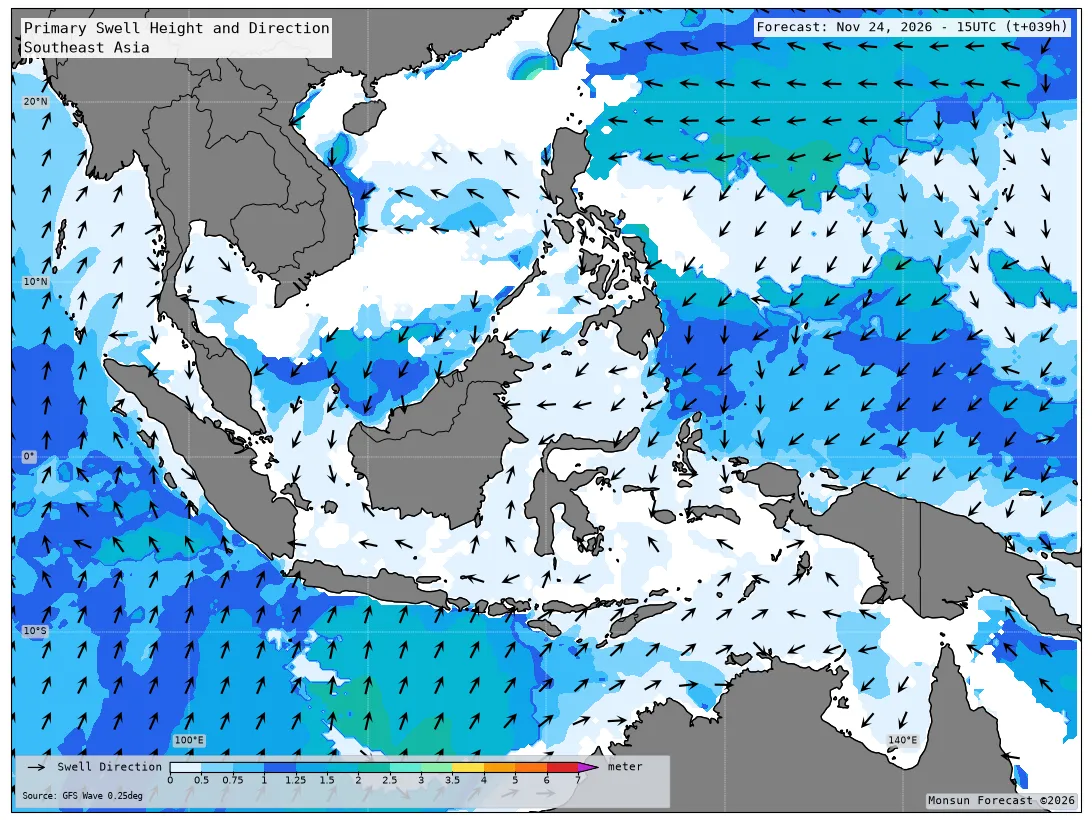 Primary Swell Height and Direction
Southeast Asia
Forecast: Nov 24, 2026 - 15UTC (t+039h)
20°N
10°N
0°
10°S
100°E
140°E
Swell Direction
meter
0 0.5 0.75 1 1.25 1.5 2 2.5 3 3.5 4 5 6 7
Source: GFS Wave 0.25deg
Monsun Forecast ©2026